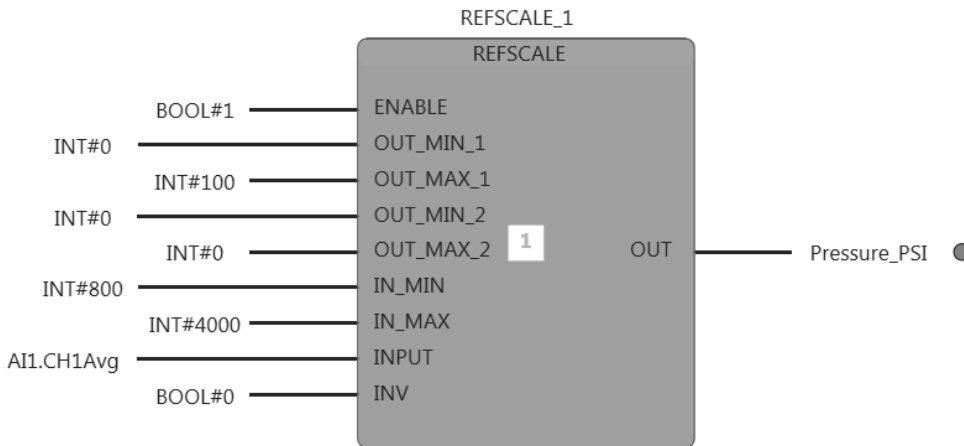 REFSCALE_1
REFSCALE
BOOL#1 ENABLE
INT#0 OUT_MIN_1
INT#100 OUT_MAX_1
INT#0 OUT_MIN_2
INT#0 OUT_MAX_2 1 OUT Pressure_PSI
INT#800 IN_MIN
INT#4000 IN_MAX
AI1.CH1Avg INPUT
BOOL#0 INV